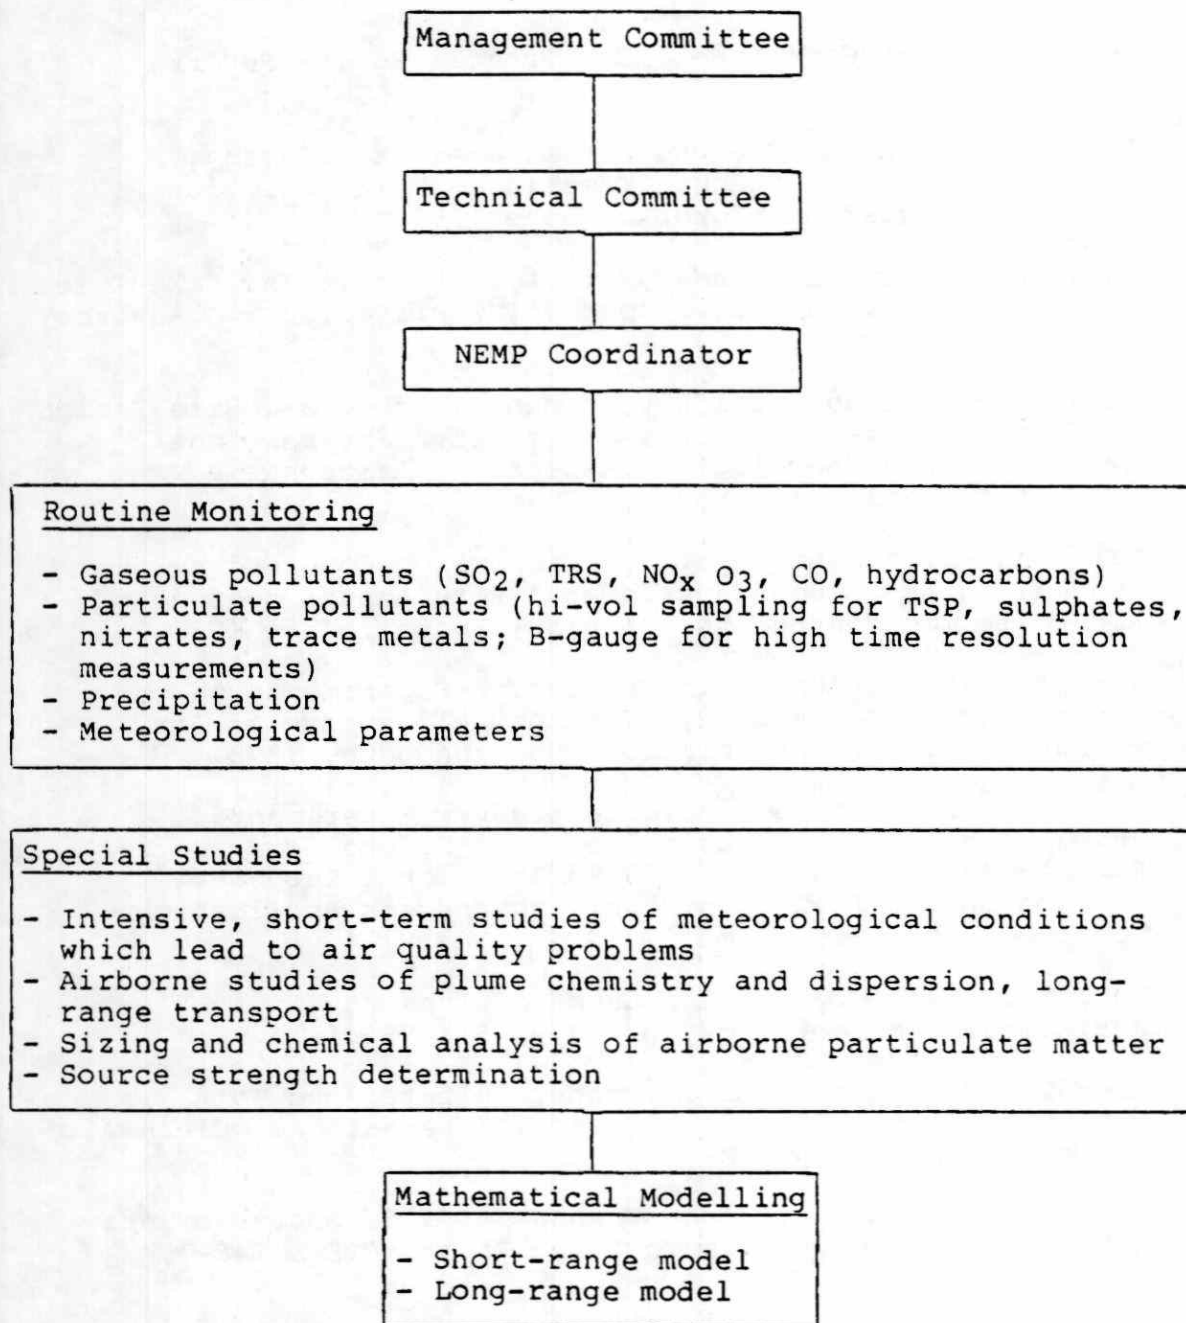 Management Committee
Technical Committee
NEMP Coordinator
Routine Monitoring
- Gaseous pollutants (SO2, TRS, NOx O3, CO, hydrocarbons)
- Particulate pollutants (hi-vol sampling for TSP, sulphates,
nitrates, trace metals; B-gauge for high time resolution
measurements)
- Precipitation
- Meteorological parameters
Special Studies
- Intensive, short-term studies of meteorological conditions
which lead to air quality problems
- Airborne studies of plume chemistry and dispersion, long-
range transport
- Sizing and chemical analysis of airborne particulate matter
- Source strength determination
Mathematical Modelling
- Short-range model
- Long-range model